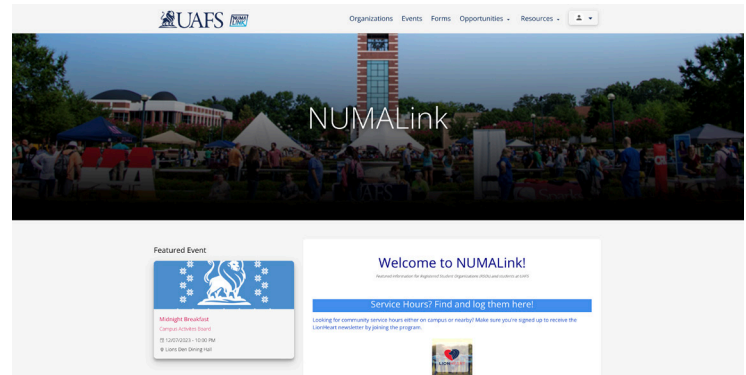 UAFS NUMA LINK
Organizations Events Forms Opportunities Resources
NUMALink
Featured Event
Midnight Breakfast
Campus Activities Board
12/07/2023 - 10:00 PM
Lions Den Dining Hall
Welcome to NUMALink!
Service Hours? Find and log them here!
Looking for community service hours either on campus or nearby? Make sure you're signed up to receive the
LionHeart newsletter by joining the program.